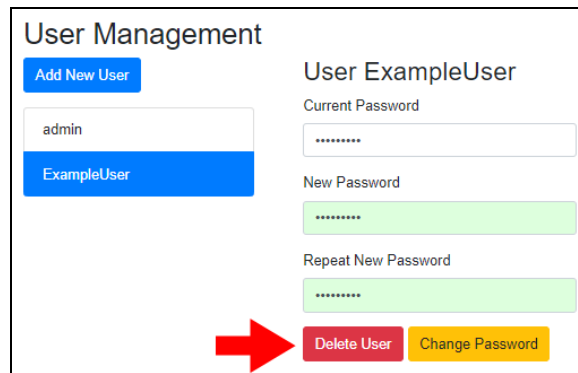 User Management
Add New User
admin
ExampleUser
User ExampleUser
Current Password
•••••••••
New Password
•••••••••
Repeat New Password
•••••••••
Delete User
Change Password